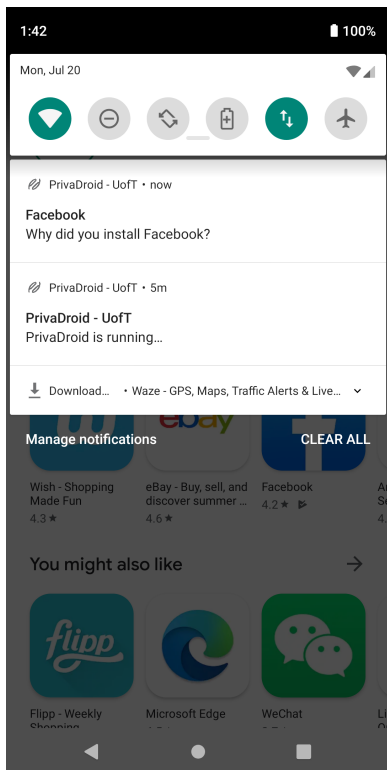 1:42 100%
Mon, Jul 20
PrivaDroid - UofT • now
Facebook
Why did you install Facebook?
PrivaDroid - UofT • 5m
PrivaDroid - UofT
PrivaDroid is running…
Download… • Waze - GPS, Maps, Traffic Alerts & Live…
ebay
Manage notifications CLEAR ALL
Wish - Shopping
Made Fun
4.3★
eBay - Buy, sell, and
discover summer …
4.6★
Facebook
4.2★
You might also like
flipp
Flipp - Weekly
Shopping
Microsoft Edge
WeChat